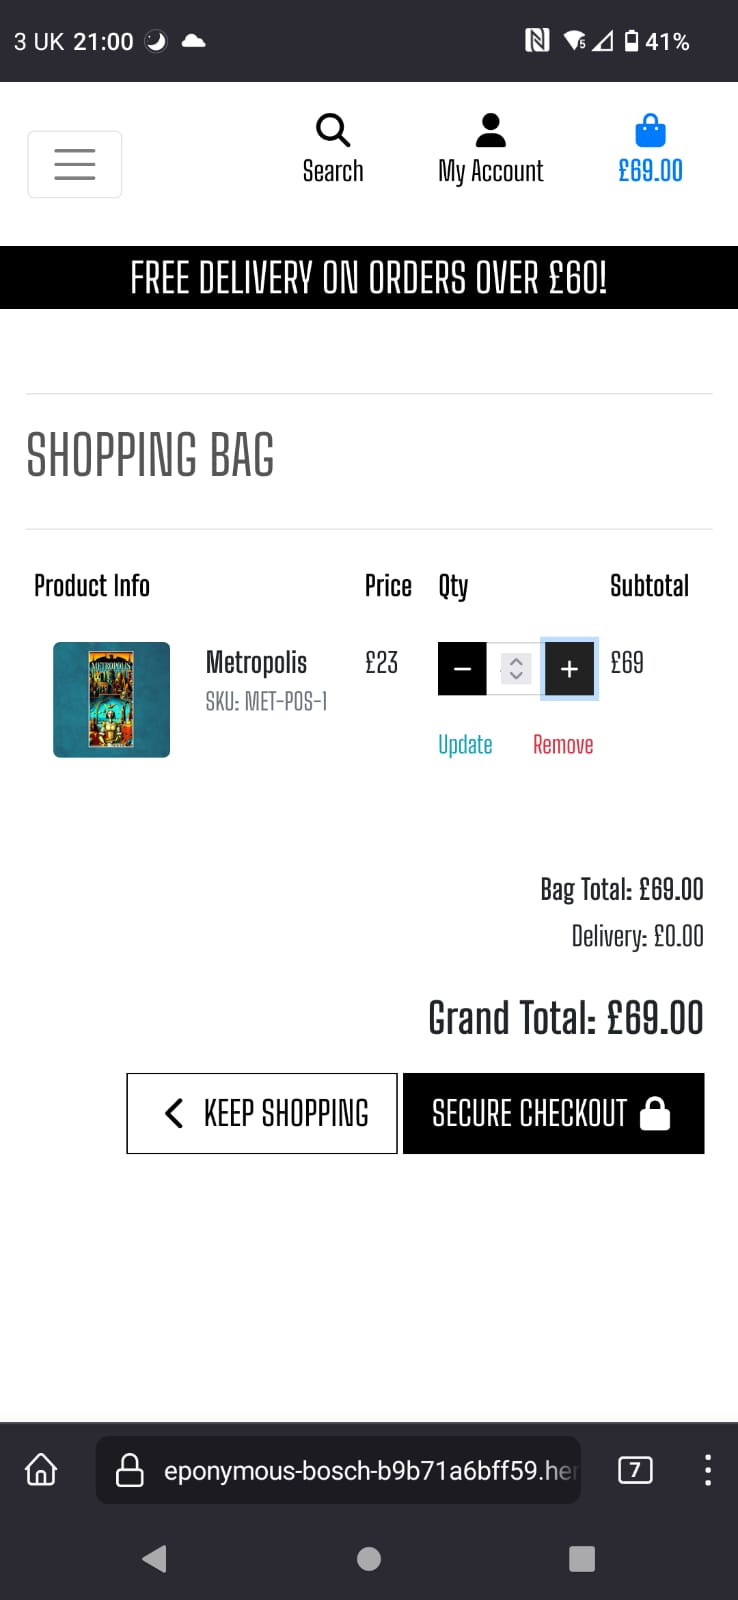 3 UK 21:00 41%
Search My Account £69.00
FREE DELIVERY ON ORDERS OVER £60!
SHOPPING BAG
Product Info Price Qty Subtotal
METROPOLIS
Metropolis £23 − + £69
SKU: MET-POS-1
Update Remove
Bag Total: £69.00
Delivery: £0.00
Grand Total: £69.00
KEEP SHOPPING SECURE CHECKOUT
eponymous-bosch-b9b71a6bff59.her
7